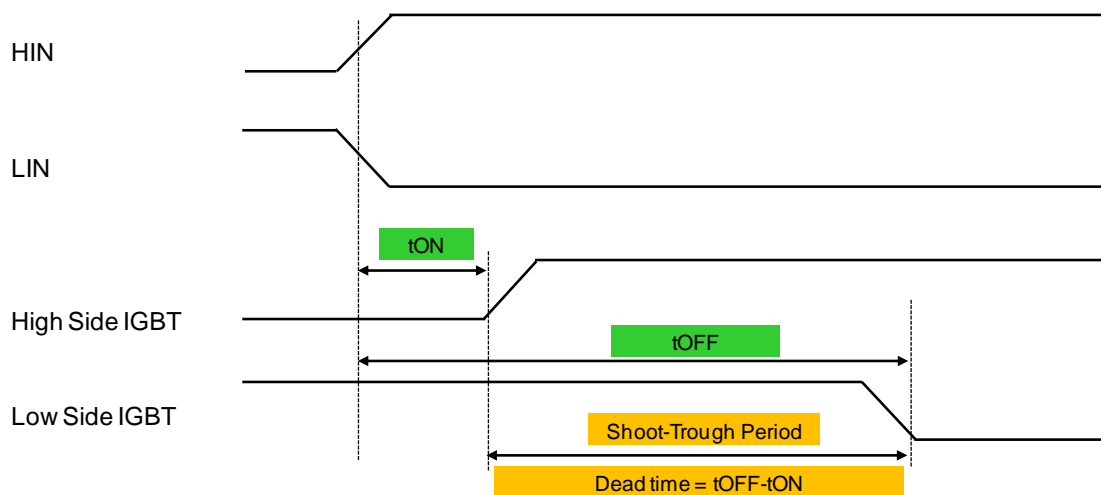 HIN
LIN
tON
High Side IGBT
tOFF
Low Side IGBT
Shoot-Trough Period
Dead time = tOFF-tON